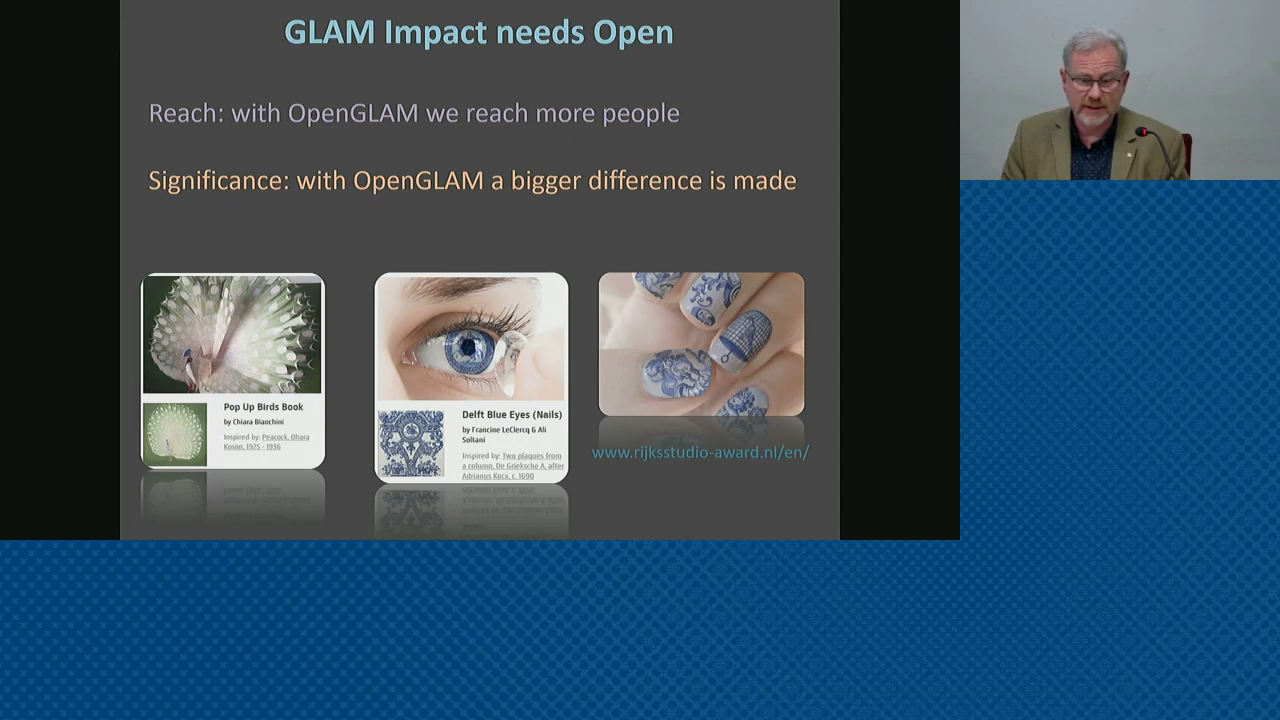 GLAM Impact needs Open
Reach: with OpenGLAM we reach more people
Significance: with OpenGLAM a bigger difference is made
Pop Up Birds Book
by Chiara Bianchini
Inspired by: Peacock, Ohara
Koson, 1925 - 1936
Delft Blue Eyes (Nails)
by Francine LeClercq & Ali
Soltani
Inspired by: Two plaques from
a column, De Grieksche A, after
Adrianus Kocx, c. 1690
www.rijksstudio-award.nl/en/